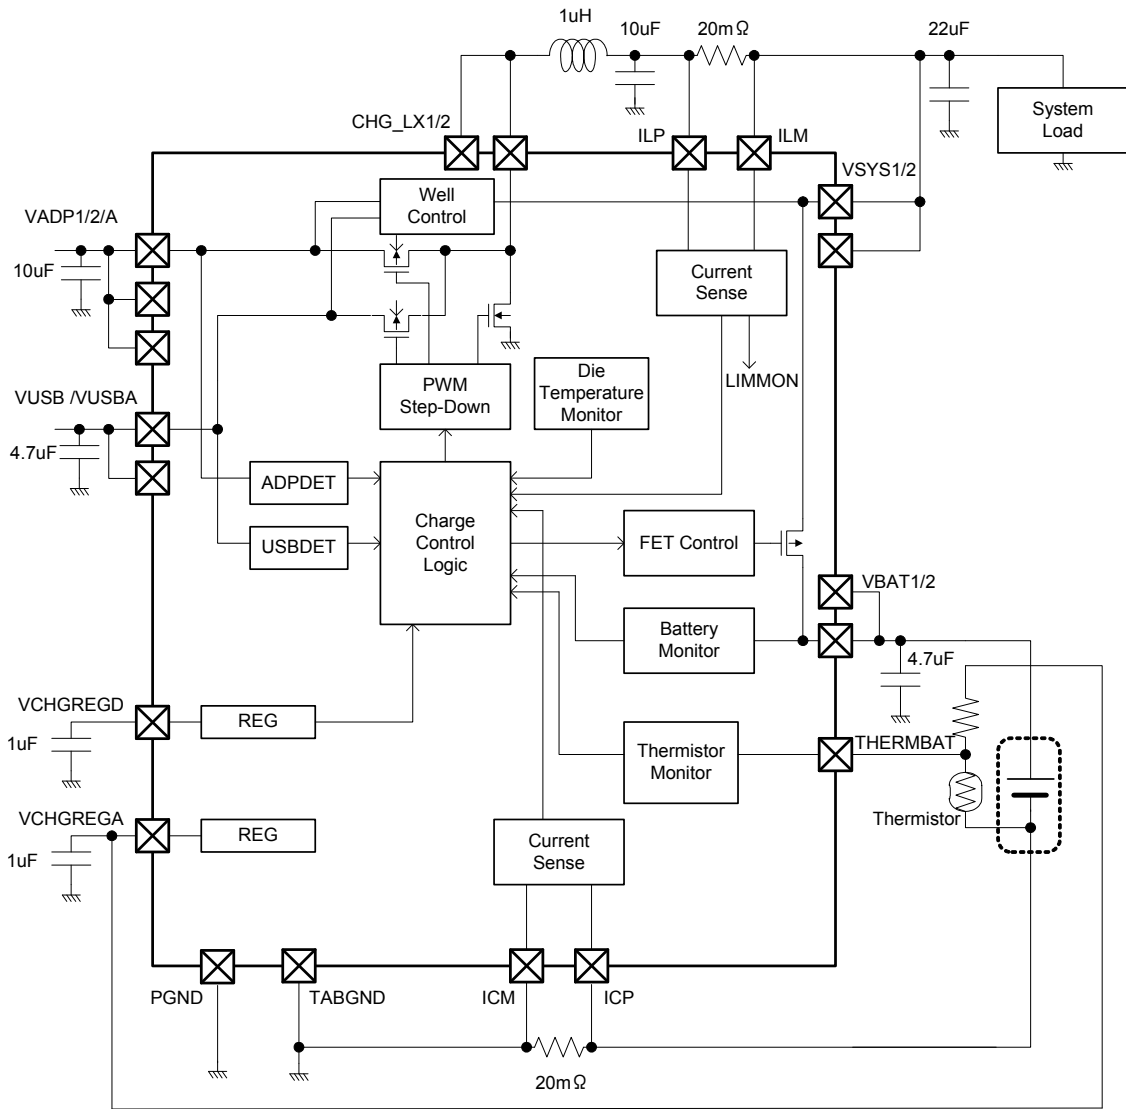 1uH
10uF
20mΩ
22uF
System
Load
CHG_LX1/2
ILP
ILM
VSYS1/2
Well
Control
VADP1/2/A
10uF
Current
Sense
LIMMON
PWM
Step-Down
Die
Temperature
Monitor
VUSB /VUSBA
4.7uF
ADPDET
USBDET
Charge
Control
Logic
FET Control
VBAT1/2
Battery
Monitor
4.7uF
VCHGREGD
1uF
REG
Thermistor
Monitor
THERMBAT
Thermistor
VCHGREGA
1uF
REG
Current
Sense
PGND
TABGND
ICM
ICP
20mΩ